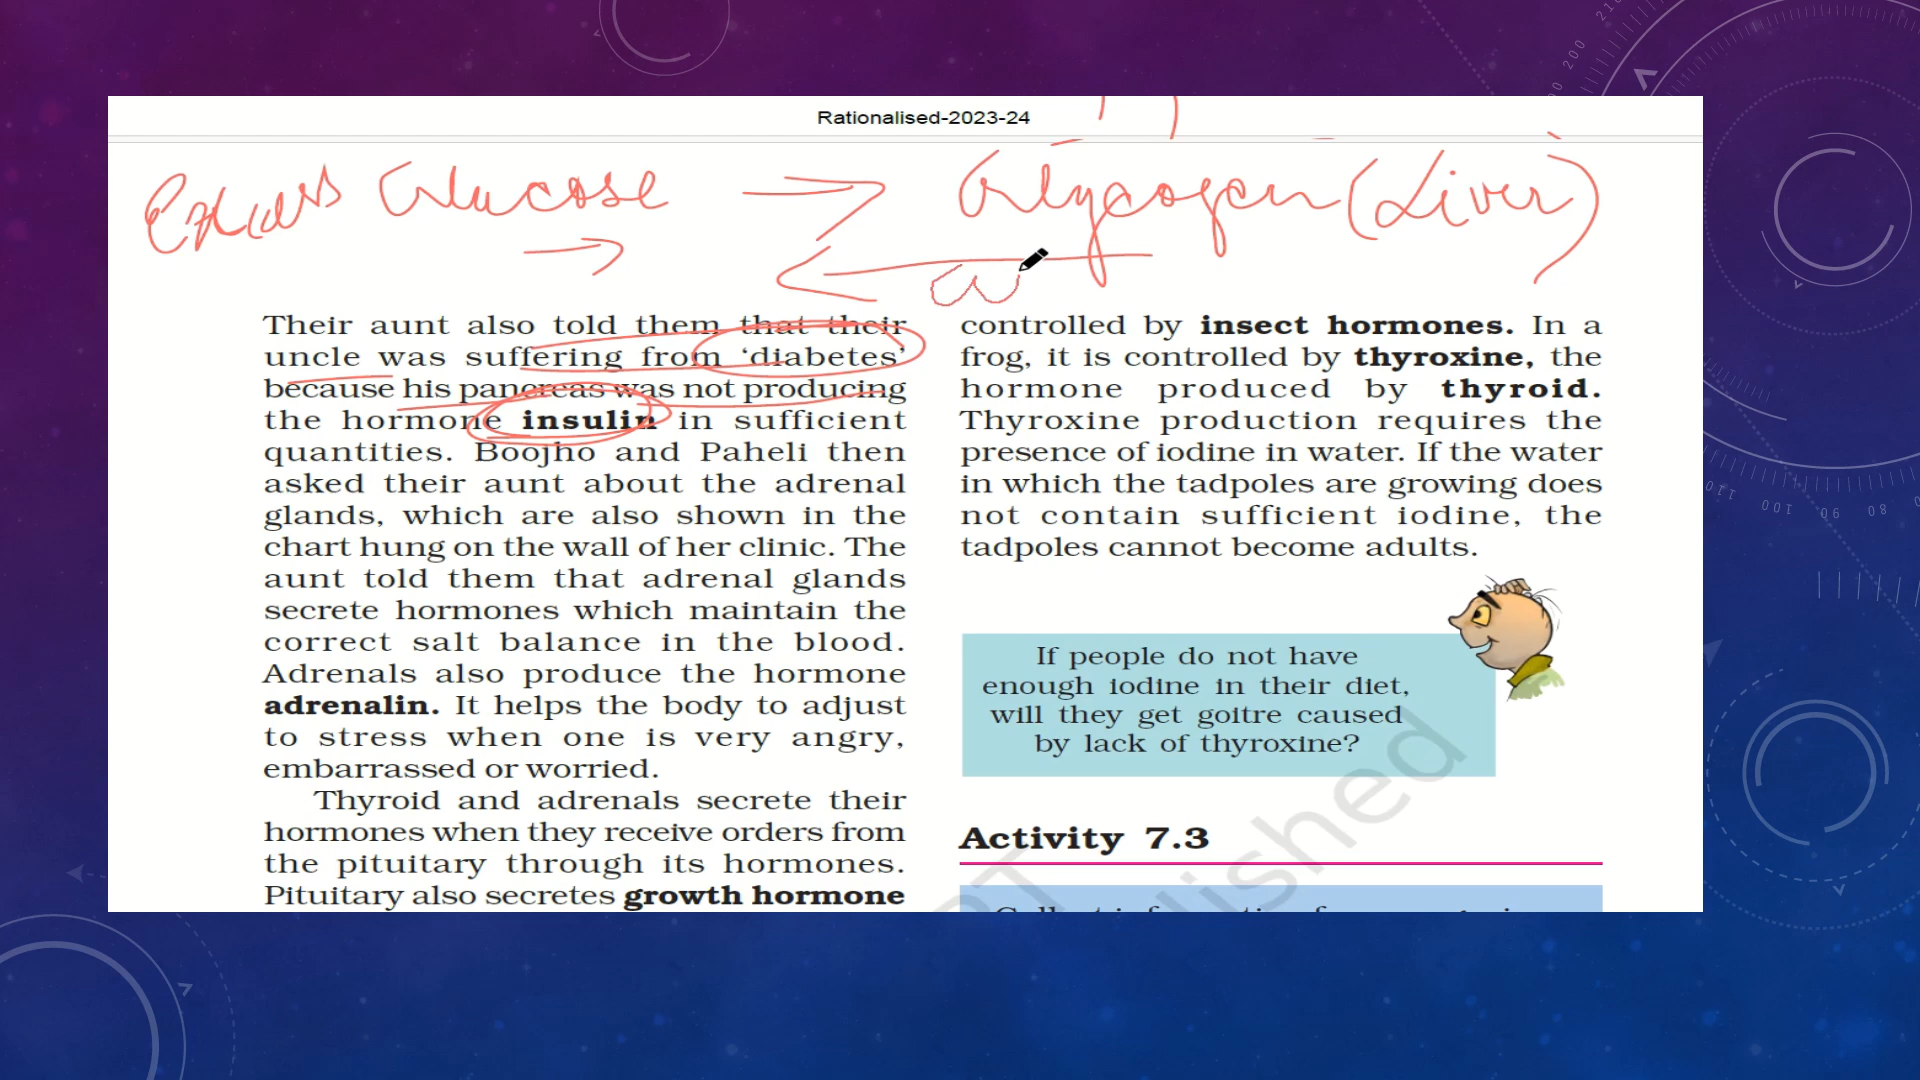 Rationalised-2023-24
Excess Glucose → Glycogen (Liver)
Their aunt also told them that their
uncle was suffering from ‘diabetes’
because his pancreas was not producing
the hormone insulin in sufficient
quantities. Boojho and Paheli then
asked their aunt about the adrenal
glands, which are also shown in the
chart hung on the wall of her clinic. The
aunt told them that adrenal glands
secrete hormones which maintain the
correct salt balance in the blood.
Adrenals also produce the hormone
adrenalin. It helps the body to adjust
to stress when one is very angry,
embarrassed or worried.
Thyroid and adrenals secrete their
hormones when they receive orders from
the pituitary through its hormones.
Pituitary also secretes growth hormone
controlled by insect hormones. In a
frog, it is controlled by thyroxine, the
hormone produced by thyroid.
Thyroxine production requires the
presence of iodine in water. If the water
in which the tadpoles are growing does
not contain sufficient iodine, the
tadpoles cannot become adults.
If people do not have
enough iodine in their diet,
will they get goitre caused
by lack of thyroxine?
Activity 7.3